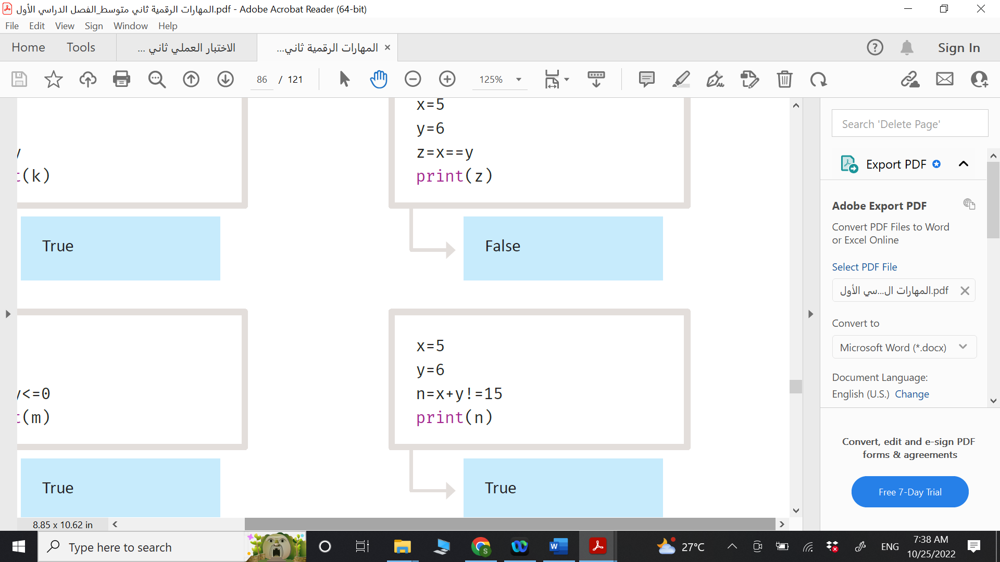 المهارات الرقمية ثاني متوسط_الفصل الدراسي الأول.pdf - Adobe Acrobat Reader (64-bit)
File Edit View Sign Window Help
Home Tools الاختبار العملي ثاني ... المهارات الرقمية ثاني... × Sign In
86 / 121 125%
x=5
y=6
y z=x==y
t(k) print(z)
True False
x=5
y=6
y<=0 n=x+y!=15
t(m) print(n)
True True
8.85 x 10.62 in
Search 'Delete Page'
Export PDF
Adobe Export PDF
Convert PDF Files to Word
or Excel Online
Select PDF File
المهارات ال...سي الأول.pdf
Convert to
Microsoft Word (*.docx)
Document Language:
English (U.S.) Change
Convert, edit and e-sign PDF
forms & agreements
Free 7-Day Trial
Type here to search 27°C ENG 7:38 AM
10/25/2022